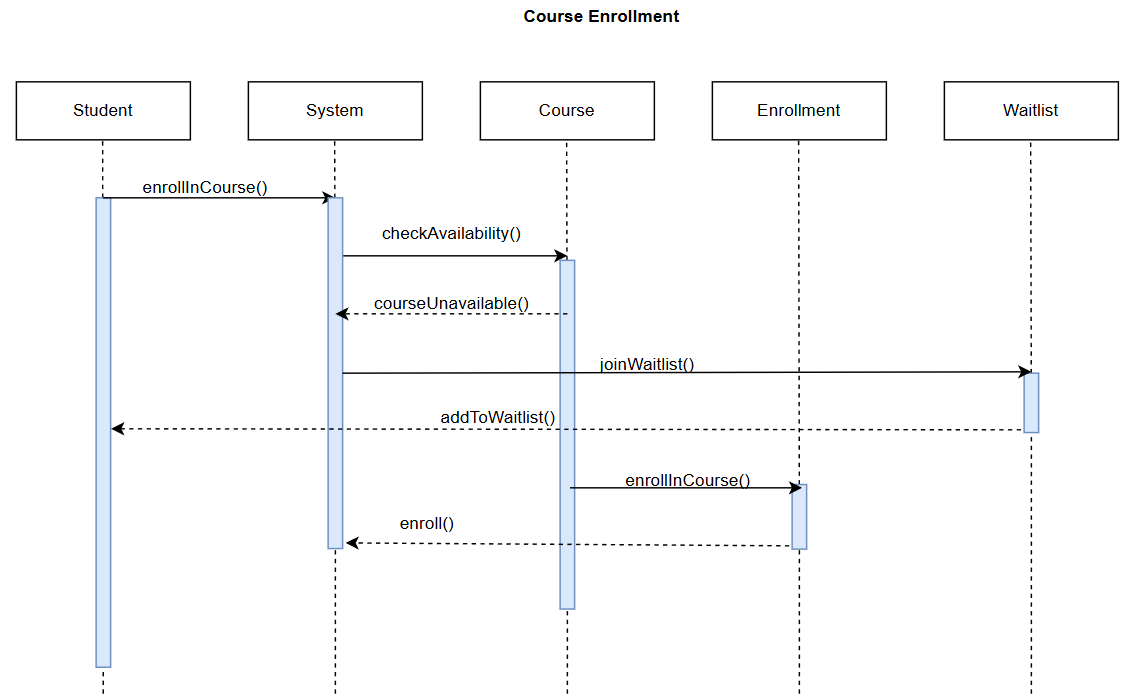 Course Enrollment
Student
System
Course
Enrollment
Waitlist
enrollInCourse()
checkAvailability()
courseUnavailable()
joinWaitlist()
addToWaitlist()
enrollInCourse()
enroll()